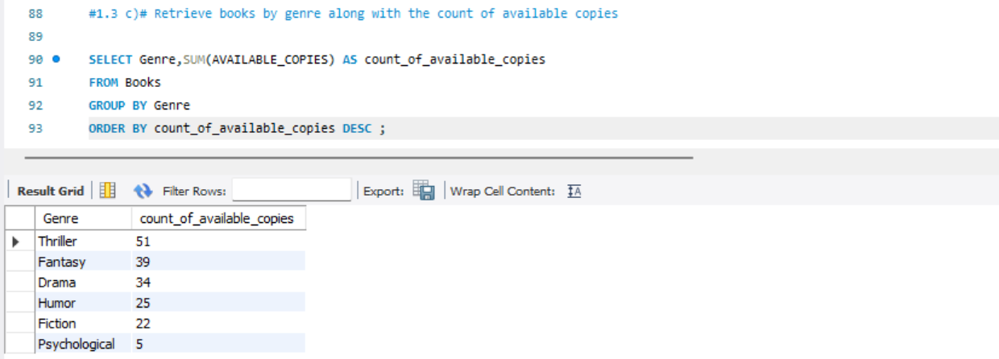 88 #1.3 c)# Retrieve books by genre along with the count of available copies
89
90 SELECT Genre,SUM(AVAILABLE_COPIES) AS count_of_available_copies
91 FROM Books
92 GROUP BY Genre
93 ORDER BY count_of_available_copies DESC ;
Result Grid Filter Rows: Export: Wrap Cell Content: IA
Genre count_of_available_copies
Thriller 51
Fantasy 39
Drama 34
Humor 25
Fiction 22
Psychological 5